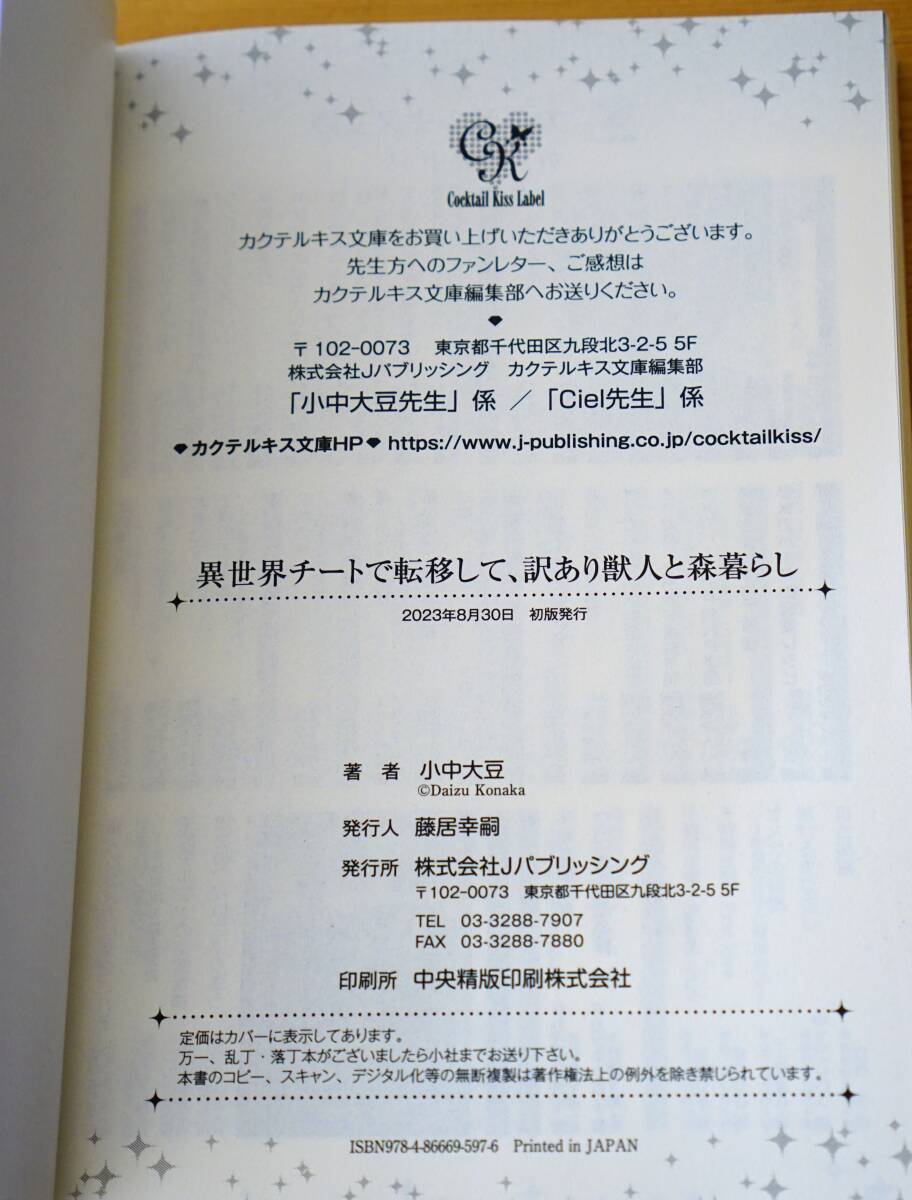 CK
Cocktail Kiss Label
カクテルキス文庫をお買い上げいただきありがとうございます。
先生方へのファンレター、ご感想は
カクテルキス文庫編集部へお送りください。
〒102-0073 東京都千代田区九段北3-2-5 5F
株式会社Jパブリッシング カクテルキス文庫編集部
「小中大豆先生」係 ／「Ciel先生」係
◆カクテルキス文庫HP◆ https://www.j-publishing.co.jp/cocktailkiss/
異世界チートで転移して、訳あり獣人と森暮らし
2023年8月30日 初版発行
著 者 小中大豆
©Daizu Konaka
発行人 藤居幸嗣
発行所 株式会社Jパブリッシング
〒102-0073 東京都千代田区九段北3-2-5 5F
TEL 03-3288-7907
FAX 03-3288-7880
印刷所 中央精版印刷株式会社
定価はカバーに表示してあります。
万一、乱丁・落丁本がございましたら小社までお送り下さい。
本書のコピー、スキャン、デジタル化等の無断複製は著作権法上の例外を除き禁じられています。
ISBN978-4-86669-597-6 Printed in JAPAN